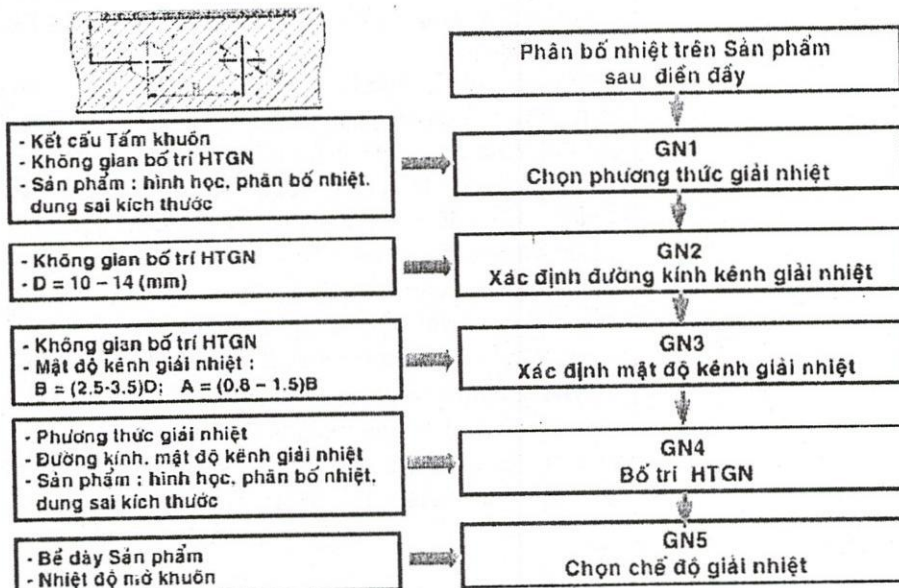 Phân bố nhiệt trên Sản phẩm
sau điền đầy
- Kết cấu Tấm khuôn
- Không gian bố trí HTGN
- Sản phẩm : hình học, phân bố nhiệt.
dung sai kích thước
GN1
Chọn phương thức giải nhiệt
- Không gian bố trí HTGN
- D = 10 – 14 (mm)
GN2
Xác định đường kính kênh giải nhiệt
- Không gian bố trí HTGN
- Mật độ kênh giải nhiệt :
B = (2.5-3.5)D; A = (0.8 – 1.5)B
GN3
Xác định mật độ kênh giải nhiệt
- Phương thức giải nhiệt
- Đường kính. mật độ kênh giải nhiệt
- Sản phẩm : hình học, phân bố nhiệt,
dung sai kích thước
GN4
Bố trí HTGN
- Bề dày Sản phẩm
- Nhiệt độ mở khuôn
GN5
Chọn chế độ giải nhiệt